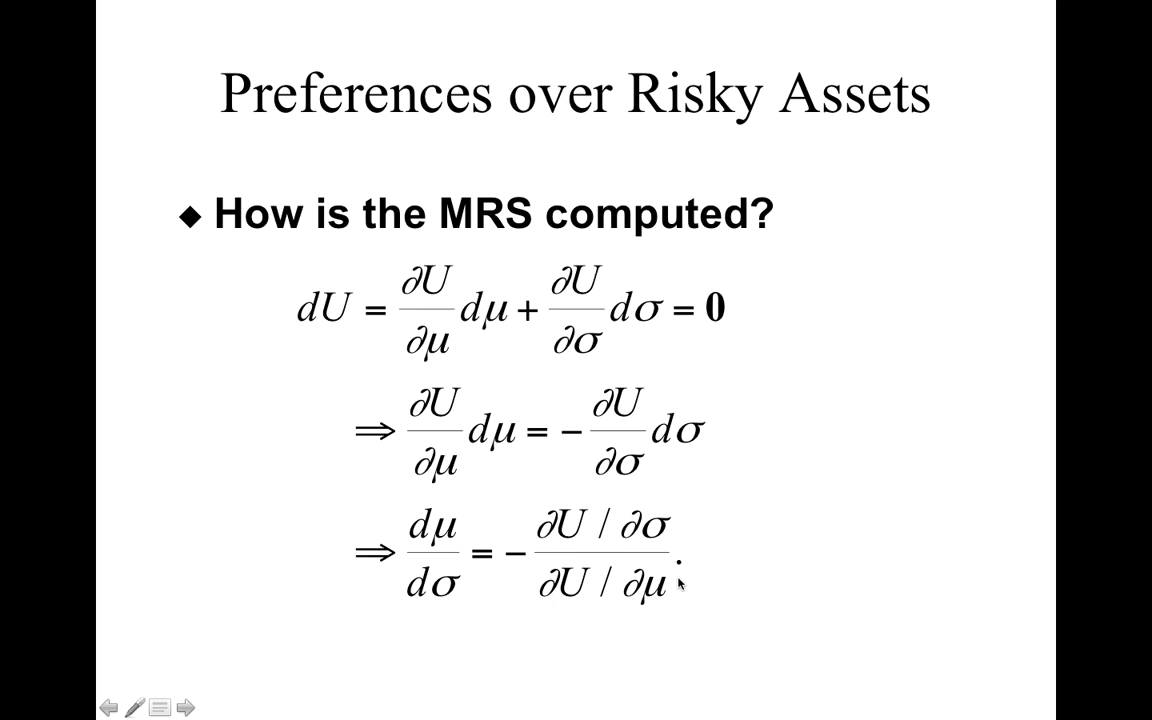 Preferences over Risky Assets
◆ How is the MRS computed?
dU = ∂U/∂μ dμ + ∂U/∂σ dσ = 0
⇒ ∂U/∂μ dμ = − ∂U/∂σ dσ
⇒ dμ/dσ = − (∂U / ∂σ)/(∂U / ∂μ).